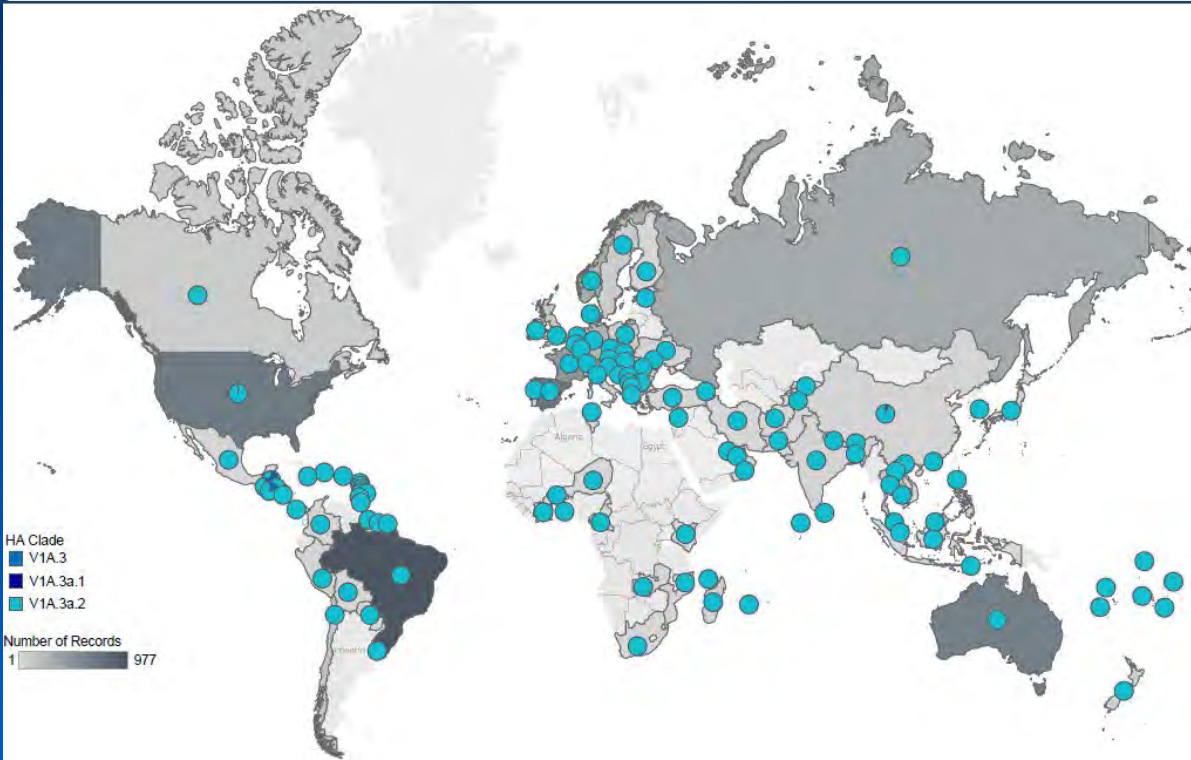 Algeria
Egypt
HA Clade
V1A.3
V1A.3a.1
V1A.3a.2
Number of Records
1 977